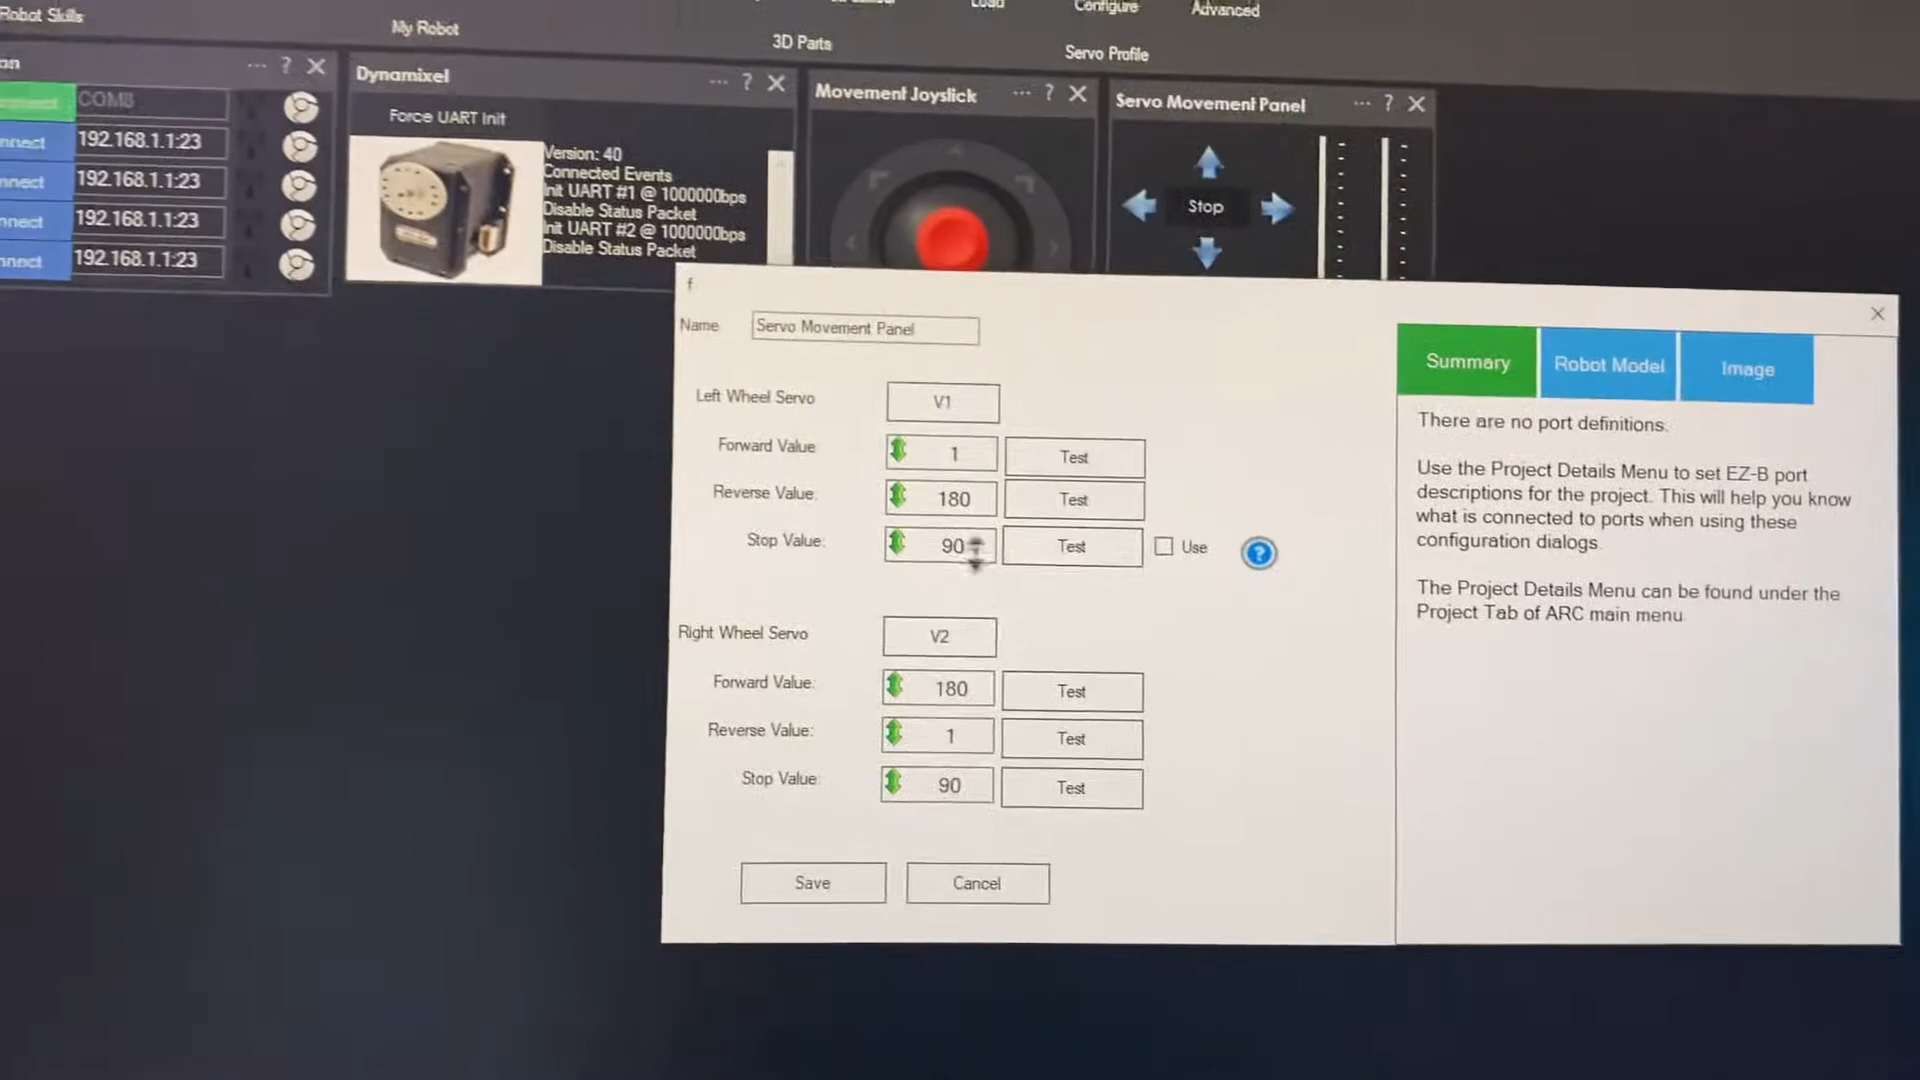 Robot Skills
My Robot
3D Parts
Load
Configure
Advanced
Servo Profile
... ? X
COM8
192.168.1.1:23
192.168.1.1:23
192.168.1.1:23
192.168.1.1:23
Dynamixel ... ? X
Force UART Init
Version: 40
Connected Events
Init UART #1 @ 1000000bps
Disable Status Packet
Init UART #2 @ 1000000bps
Disable Status Packet
Movement Joystick ... ? X
Servo Movement Panel ... ? X
Stop
f
Name Servo Movement Panel
Left Wheel Servo V1
Forward Value 1 Test
Reverse Value: 180 Test
Stop Value: 90 Test Use ?
Right Wheel Servo V2
Forward Value: 180 Test
Reverse Value: 1 Test
Stop Value: 90 Test
Save Cancel
Summary Robot Model Image
There are no port definitions.
Use the Project Details Menu to set EZ-B port
descriptions for the project. This will help you know
what is connected to ports when using these
configuration dialogs.
The Project Details Menu can be found under the
Project Tab of ARC main menu.